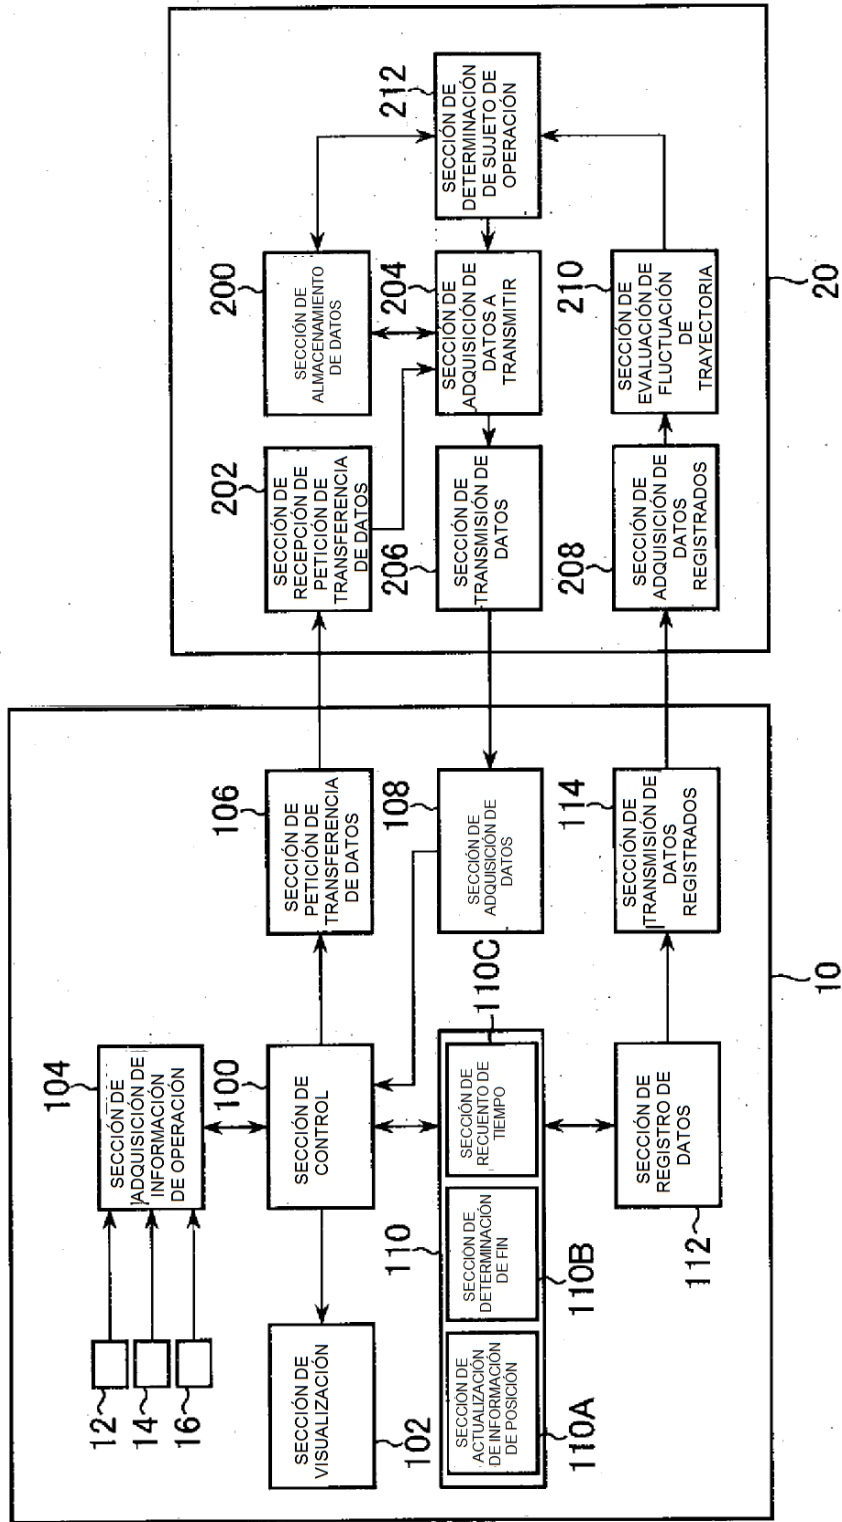 12
14
16
104
SECCIÓN DE
ADQUISICIÓN DE
INFORMACIÓN
DE OPERACIÓN
102
SECCIÓN DE
VISUALIZACIÓN
100
SECCIÓN DE
CONTROL
106
SECCIÓN DE
PETICIÓN DE
TRANSFERENCIA
DE DATOS
108
SECCIÓN DE
ADQUISICIÓN DE
DATOS
110
110A
SECCIÓN DE
ACTUALIZACIÓN
DE INFORMACIÓN
DE POSICIÓN
110B
SECCIÓN DE
DETERMINACIÓN
DE FIN
110C
SECCIÓN DE
RECUENTO DE
TIEMPO
112
SECCIÓN DE
REGISTRO DE
DATOS
114
SECCIÓN DE
TRANSMISIÓN DE
DATOS
REGISTRADOS
10
202
SECCIÓN DE
RECEPCIÓN DE
PETICIÓN DE
TRANSFERENCIA
DE DATOS
200
SECCIÓN DE
ALMACENAMIENTO
DE DATOS
206
SECCIÓN DE
TRANSMISIÓN DE
DATOS
204
SECCIÓN DE
ADQUISICIÓN DE
DATOS A
TRANSMITIR
212
SECCIÓN DE
DETERMINACIÓN
DE SUJETO DE
OPERACIÓN
208
SECCIÓN DE
ADQUISICIÓN DE
DATOS
REGISTRADOS
210
SECCIÓN DE
EVALUACIÓN DE
FLUCTUACIÓN
DE
TRAYECTORIA
20